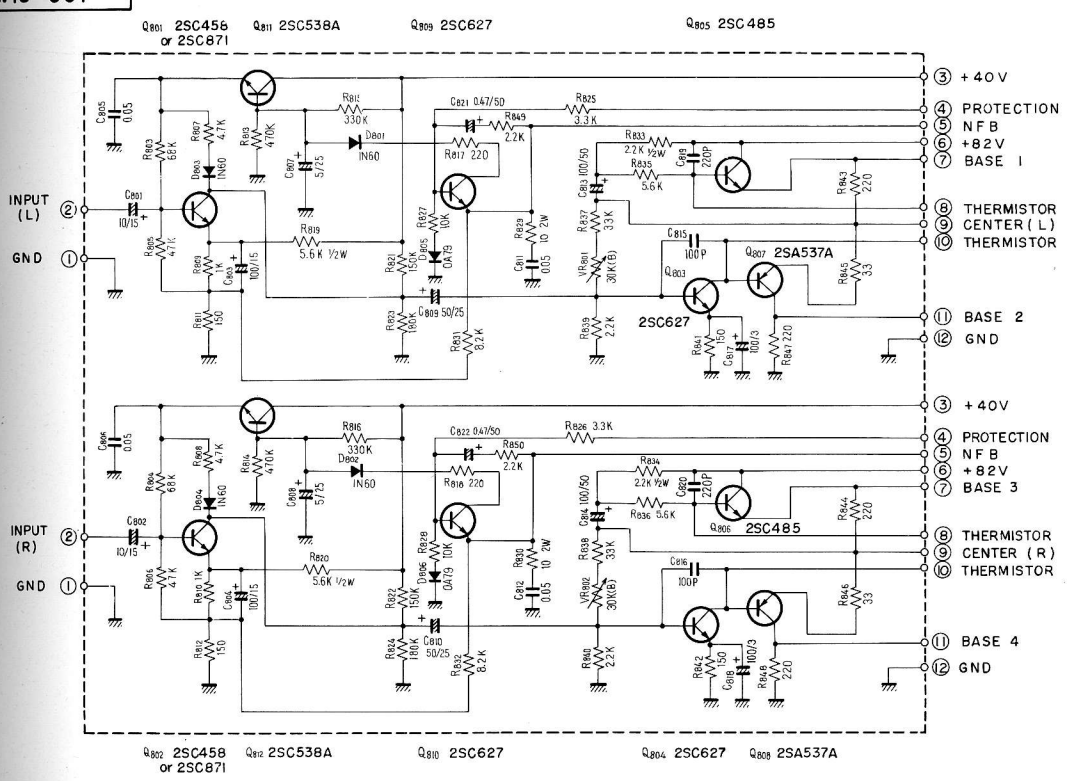 Q801 2SC458
or 2SC871
Q811 2SC538A
Q809 2SC627
Q805 2SC485
C805
0.05
R803
68K
R807
4.7K
D803
IN60
R813
470K
R815
330K
C807
5/25
D801
IN60
C821 0.47/50
R849
2.2K
R817 220
R825
3.3K
R833
2.2K ½W
C819
220P
R835
5.6K
C813 100/50
R843
220
③ +40V
④ PROTECTION
⑤ NFB
⑥ +82V
⑦ BASE 1
⑧ THERMISTOR
⑨ CENTER (L)
⑩ THERMISTOR
⑪ BASE 2
⑫ GND
INPUT
(L)
②
C801
10/15
GND ①
R805
47K
R809
1K
C803
100/15
R811
150
R819
5.6K ½W
R821
150K
R823
180K
C809 50/25
R827
10K
D805
OA79
R829
10 2W
C811
0.05
R831
8.2K
R837
33K
VR801
30K(B)
R839
2.2K
C815
100P
Q803
2SC627
Q807 2SA537A
R845
33
R841
150
C817
100/3
R847 220
C806
0.05
R804
68K
R808
4.7K
D804
IN60
R814
470K
R816
330K
C808
5/25
D802
IN60
C822 0.47/50
R850
2.2K
R818 220
R826 3.3K
R834
2.2K ½W
C820
220P
R836 5.6K
C814 100/50
Q806
2SC485
R844
220
③ +40V
④ PROTECTION
⑤ NFB
⑥ +82V
⑦ BASE 3
⑧ THERMISTOR
⑨ CENTER (R)
⑩ THERMISTOR
⑪ BASE 4
⑫ GND
INPUT
(R)
②
C802
10/15
GND ①
R806
47K
R810 1K
C804
100/15
R812
150
R820
5.6K ½W
R822
150K
R824
180K
C810
50/25
R828
10K
D806
OA79
R830
10 2W
C812
0.05
R832
8.2K
R838
33K
VR802
30K(B)
R840
2.2K
C816
100P
R846
33
R842
150
C818
100/3
R848
220
Q802 2SC458
or 2SC871
Q812 2SC538A
Q810 2SC627
Q804 2SC627
Q808 2SA537A